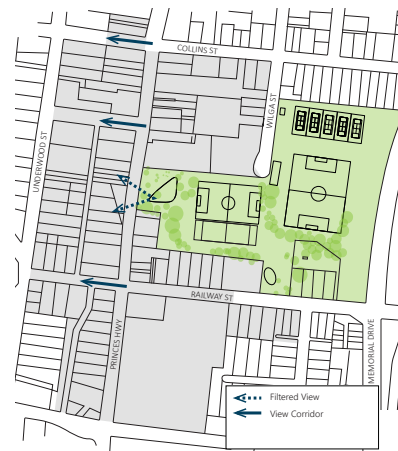 COLLINS ST
WILGA ST
UNDERWOOD ST
RAILWAY ST
PRINCES HWY
MEMORIAL DRIVE
Filtered View
View Corridor